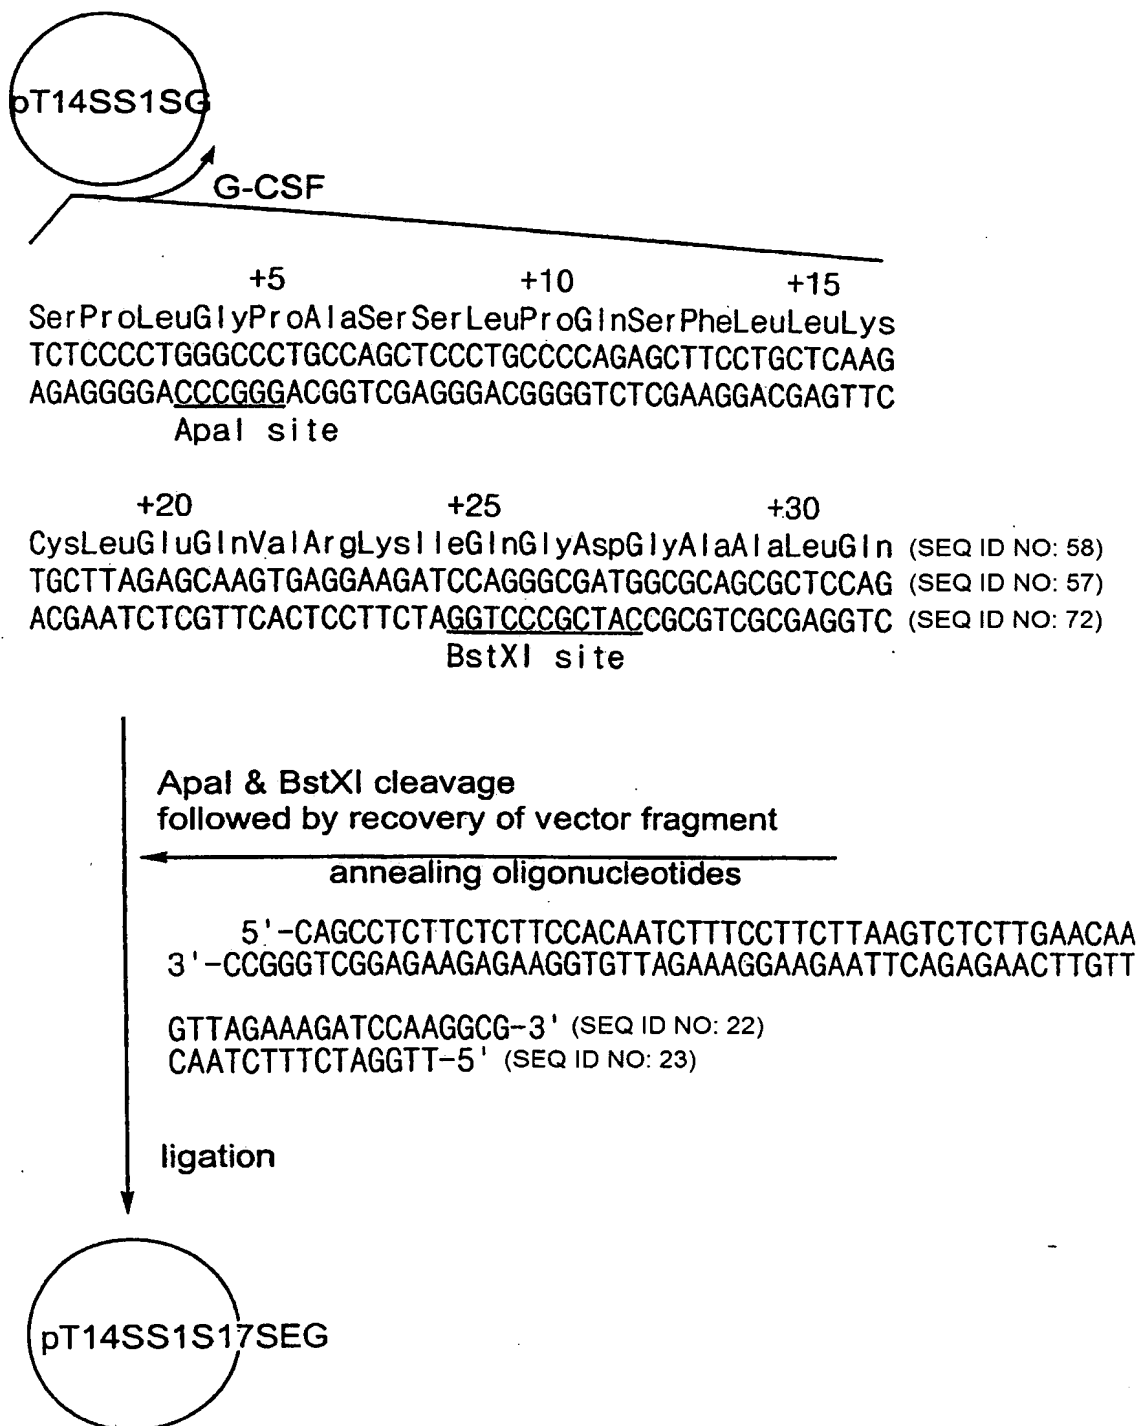 pT14SS1SG
G-CSF
+5 +10 +15
SerProLeuGlyProAlaSerSerLeuProGlnSerPheLeuLeuLys
TCTCCCCTGGGCCCTGCCAGCTCCCTGCCCCAGAGCTTCCTGCTCAAG
AGAGGGGACCCGGGACGGTCGAGGGACGGGGTCTCGAAGGACGAGTTC
ApaI site
+20 +25 +30
CysLeuGluGlnValArgLysIleGlnGlyAspGlyAlaAlaLeuGln (SEQ ID NO: 58)
TGCTTAGAGCAAGTGAGGAAGATCCAGGGCGATGGCGCAGCGCTCCAG (SEQ ID NO: 57)
ACGAATCTCGTTCACTCCTTCTAGGTCCCGCTACCGCGTCGCGAGGTC (SEQ ID NO: 72)
BstXI site
ApaI & BstXI cleavage
followed by recovery of vector fragment
annealing oligonucleotides
5'-CAGCCTCTTCTCTTCCACAATCTTTCCTTCTTAAGTCTCTTGAACAA
3'-CCGGGTCGGAGAAGAGAAGGTGTTAGAAAGGAAGAATTCAGAGAACTTGTT
GTTAGAAAGATCCAAGGCG-3' (SEQ ID NO: 22)
CAATCTTTCTAGGTT-5' (SEQ ID NO: 23)
ligation
pT14SS1S17SEG